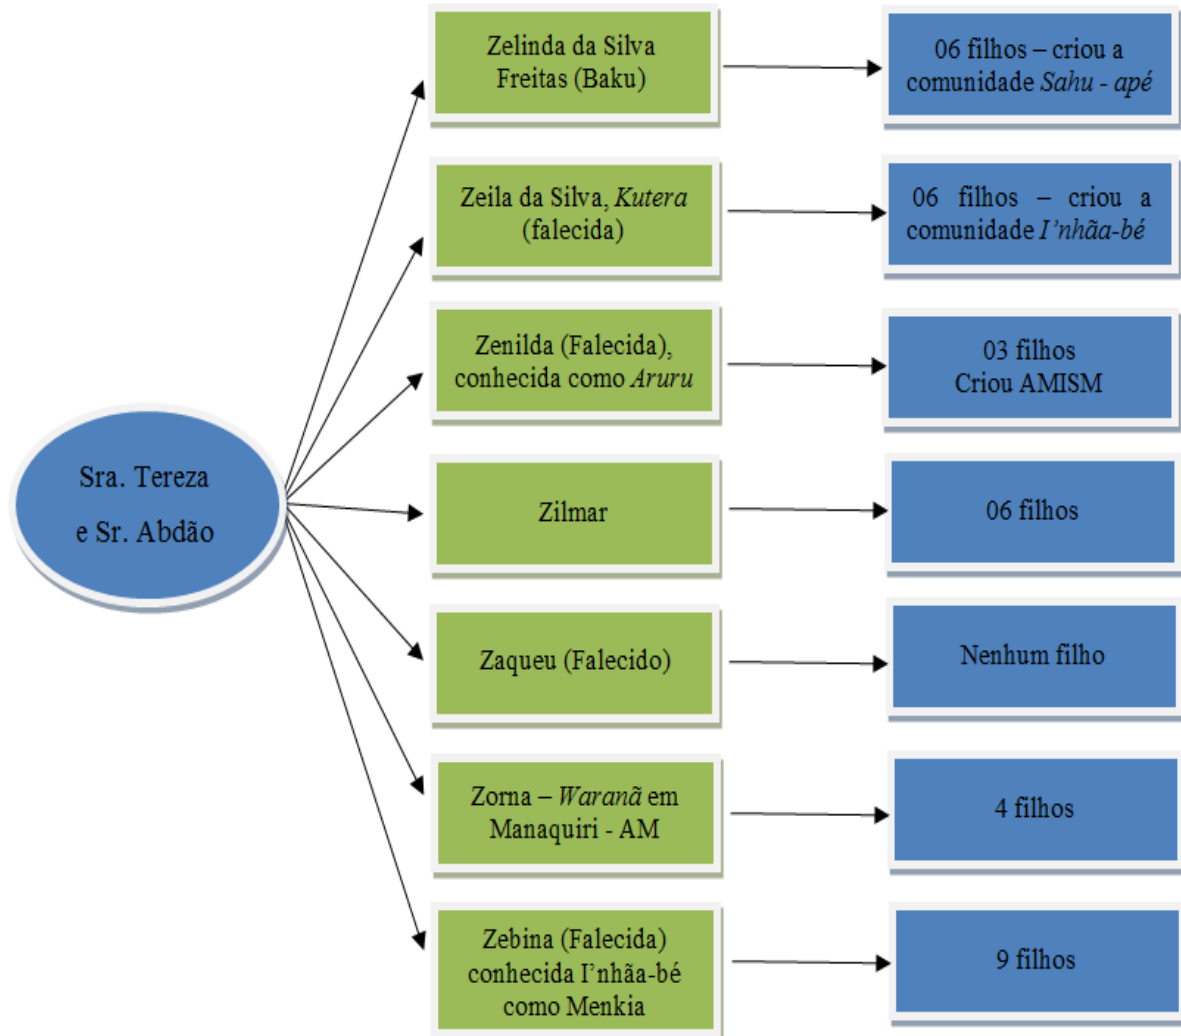 Sra. Tereza
e Sr. Abdão
Zelinda da Silva
Freitas (Baku)
06 filhos – criou a
comunidade Sahu - apé
Zeila da Silva, Kutera
(falecida)
06 filhos – criou a
comunidade I’nhãa-bé
Zenilda (Falecida),
conhecida como Aruru
03 filhos
Criou AMISM
Zilmar
06 filhos
Zaqueu (Falecido)
Nenhum filho
Zorna – Waranã em
Manaquiri - AM
4 filhos
Zebina (Falecida)
conhecida I’nhãa-bé
como Menkia
9 filhos